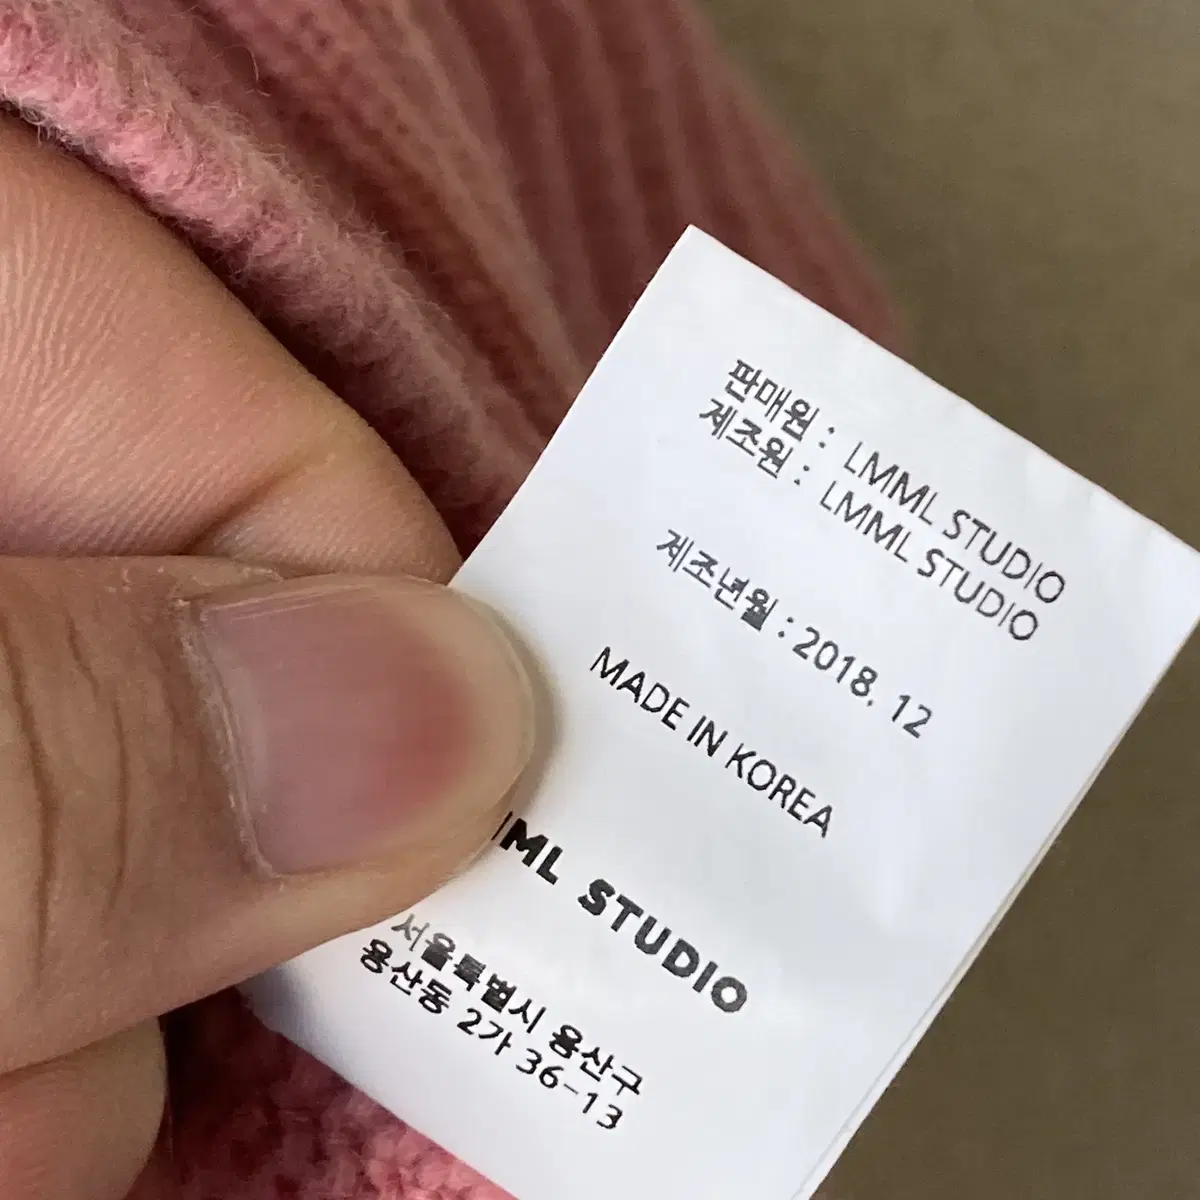 판매원 : LMML STUDIO
제조원 : LMML STUDIO
제조년월 : 2018. 12
MADE IN KOREA
STUDIO
서울특별시 용산구
용산동 2가 36-13